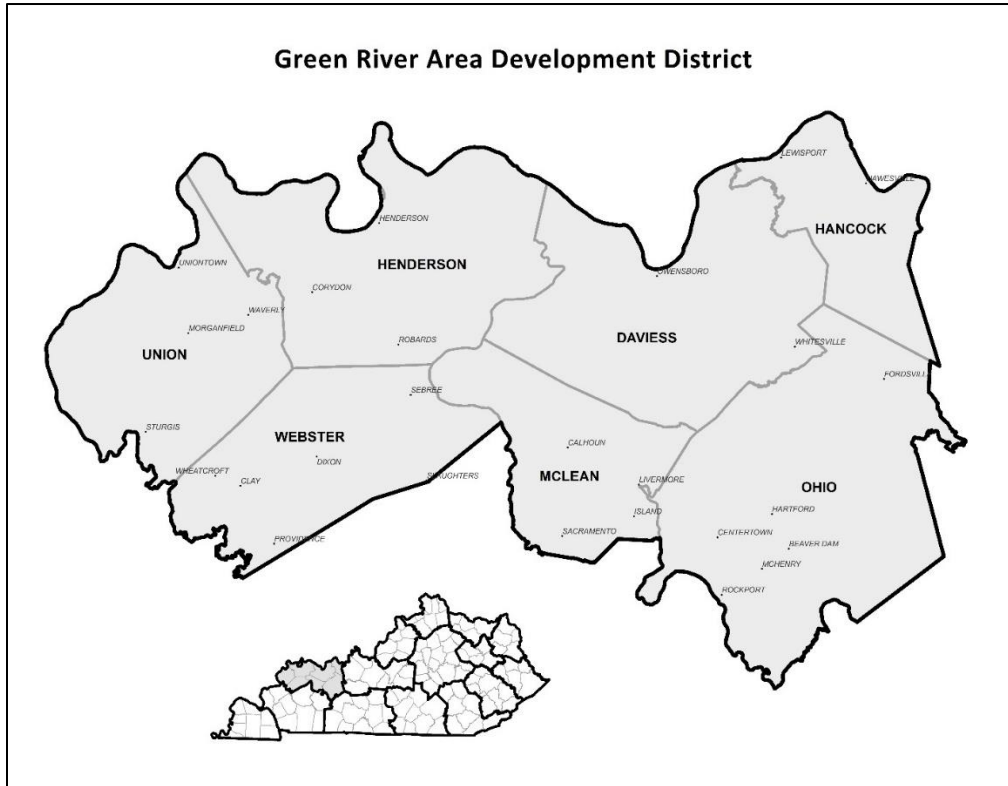 Green River Area Development District
LEWISPORT
HAWESVILLE
HANCOCK
HENDERSON
HENDERSON
UNIONTOWN
OWENSBORO
CORYDON
WAVERLY
MORGANFIELD
DAVIESS
ROBARDS
WHITESVILLE
UNION
FORDSVILL
SEBREE
STURGIS
WEBSTER
CALHOUN
DIXON
WHEATCROFT
SLAUGHTERS
MCLEAN
CLAY
LIVERMORE
OHIO
HARTFORD
ISLAND
SACRAMENTO
CENTERTOWN
PROVIDENCE
BEAVER DAM
MCHENRY
ROCKPORT